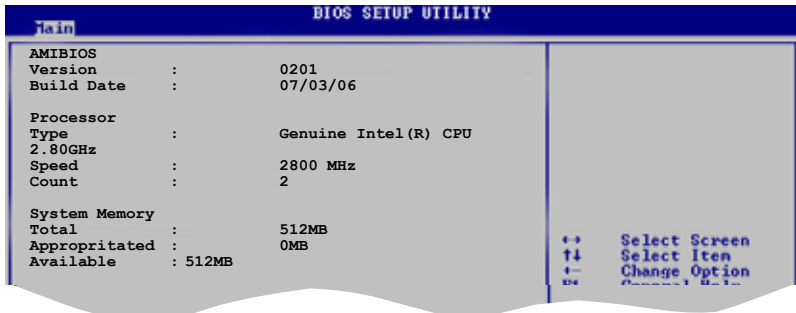 BIOS SETUP UTILITY
Main
AMIBIOS
Version : 0201
Build Date : 07/03/06
Processor
Type : Genuine Intel(R) CPU
2.80GHz
Speed : 2800 MHz
Count : 2
System Memory
Total : 512MB
Appropritated : 0MB
Available : 512MB
↔ Select Screen
↑↓ Select Item
+- Change Option